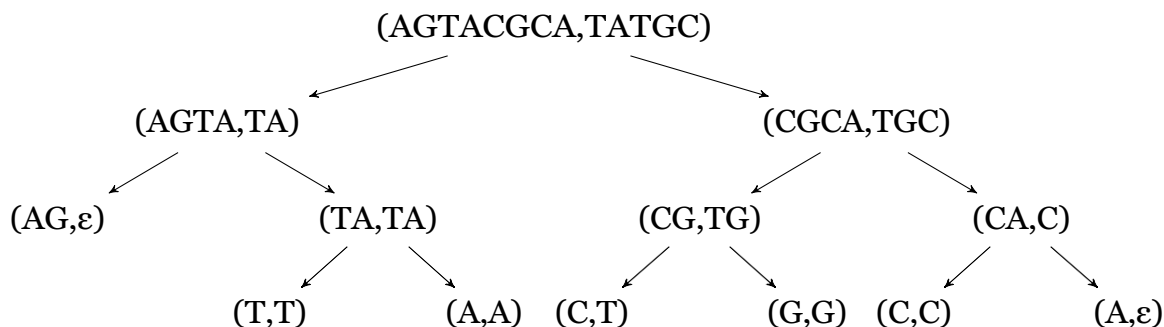 (AGTACGCA,TATGC)
(AGTA,TA) (CGCA,TGC)
(AG,ε) (TA,TA) (CG,TG) (CA,C)
(T,T) (A,A) (C,T) (G,G) (C,C) (A,ε)